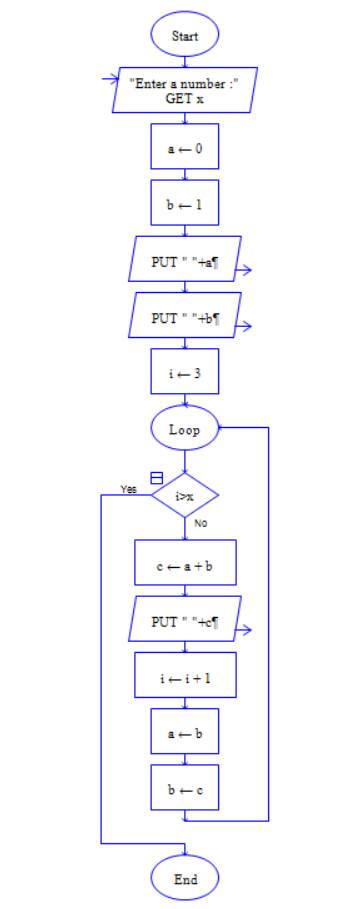 Start
"Enter a number :"
GET x
a ← 0
b ← 1
PUT " "+a¶
PUT " "+b¶
i ← 3
Loop
i>x
Yes
No
c ← a + b
PUT " "+c¶
i ← i + 1
a ← b
b ← c
End